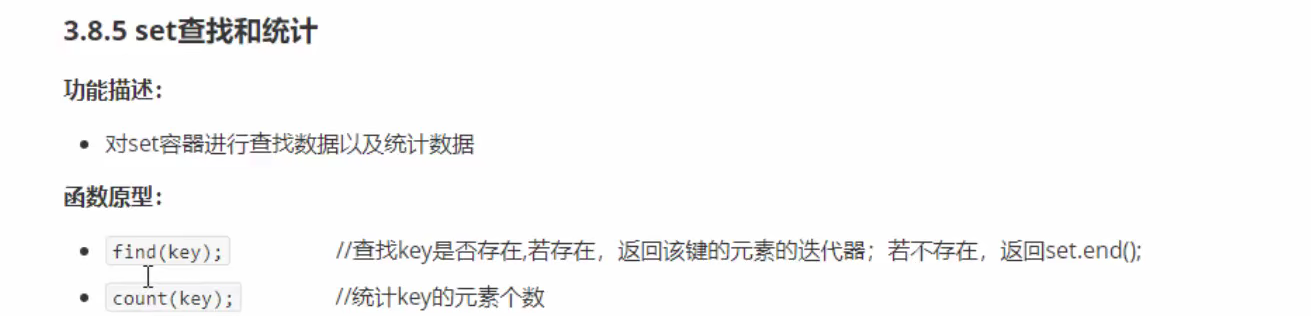 3.8.5 set查找和统计
功能描述：
对set容器进行查找数据以及统计数据
函数原型：
find(key); //查找key是否存在,若存在，返回该键的元素的迭代器；若不存在，返回set.end();
count(key); //统计key的元素个数